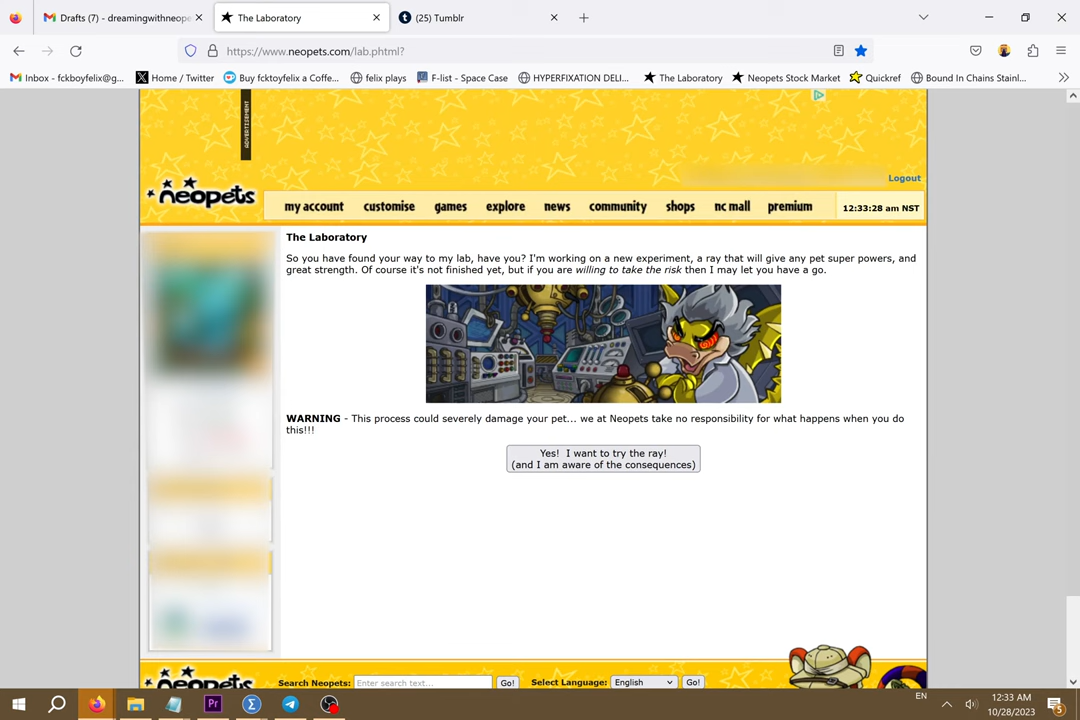 Drafts (7) - dreamingwithneope
The Laboratory
(25) Tumblr
https://www.neopets.com/lab.phtml?
Inbox - fckboyfelix@g...
Home / Twitter
Buy fcktoyfelix a Coffe...
felix plays
F-list - Space Case
HYPERFIXATION DELI...
The Laboratory
Neopets Stock Market
Quickref
Bound In Chains Stainl...
ADVERTISEMENT
Logout
neopets
my account
customise
games
explore
news
community
shops
nc mall
premium
12:33:28 am NST
The Laboratory
So you have found your way to my lab, have you? I'm working on a new experiment, a ray that will give any pet super powers, and
great strength. Of course it's not finished yet, but if you are willing to take the risk then I may let you have a go.
WARNING - This process could severely damage your pet... we at Neopets take no responsibility for what happens when you do
this!!!
Yes! I want to try the ray!
(and I am aware of the consequences)
neopets
Search Neopets:
Enter search text...
Go!
Select Language:
English
Go!
Pr
EN
12:33 AM
10/28/2023
5